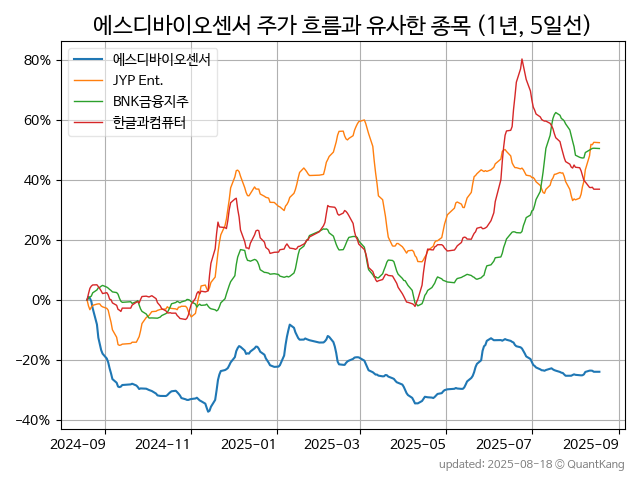 에스디바이오센서 주가 흐름과 유사한 종목 (1년, 5일선)
에스디바이오센서
JYP Ent.
BNK금융지주
한글과컴퓨터
80%
60%
40%
20%
0%
−20%
−40%
2024-09 2024-11 2025-01 2025-03 2025-05 2025-07 2025-09
updated: 2025-08-18 © QuantKang